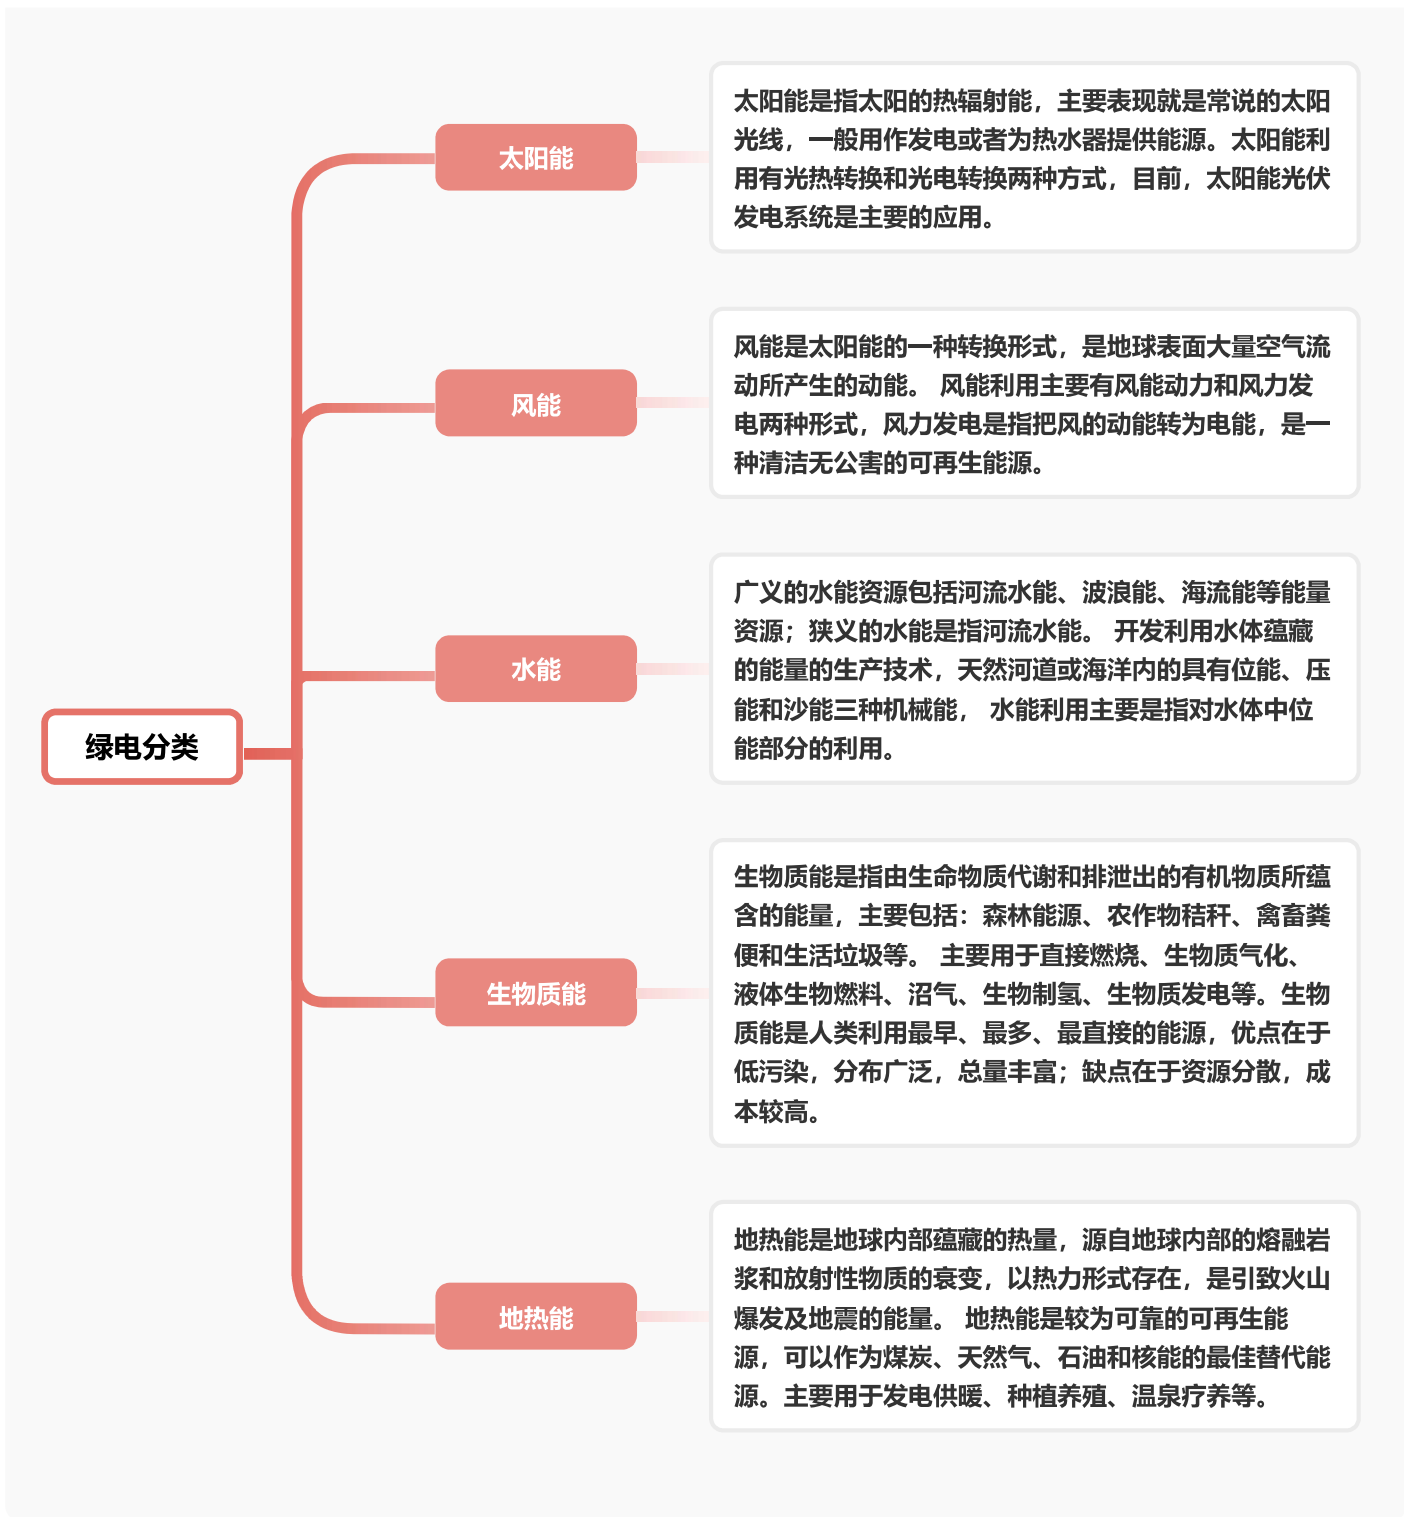 绿电分类
太阳能
太阳能是指太阳的热辐射能，主要表现就是常说的太阳
光线，一般用作发电或者为热水器提供能源。太阳能利
用有光热转换和光电转换两种方式，目前，太阳能光伏
发电系统是主要的应用。
风能
风能是太阳能的一种转换形式，是地球表面大量空气流
动所产生的动能。 风能利用主要有风能动力和风力发
电两种形式，风力发电是指把风的动能转为电能，是一
种清洁无公害的可再生能源。
水能
广义的水能资源包括河流水能、波浪能、海流能等能量
资源；狭义的水能是指河流水能。 开发利用水体蕴藏
的能量的生产技术，天然河道或海洋内的具有位能、压
能和沙能三种机械能， 水能利用主要是指对水体中位
能部分的利用。
生物质能
生物质能是指由生命物质代谢和排泄出的有机物质所蕴
含的能量，主要包括：森林能源、农作物秸秆、禽畜粪
便和生活垃圾等。 主要用于直接燃烧、生物质气化、
液体生物燃料、沼气、生物制氢、生物质发电等。生物
质能是人类利用最早、最多、最直接的能源，优点在于
低污染，分布广泛，总量丰富；缺点在于资源分散，成
本较高。
地热能
地热能是地球内部蕴藏的热量，源自地球内部的熔融岩
浆和放射性物质的衰变，以热力形式存在，是引致火山
爆发及地震的能量。 地热能是较为可靠的可再生能
源，可以作为煤炭、天然气、石油和核能的最佳替代能
源。主要用于发电供暖、种植养殖、温泉疗养等。